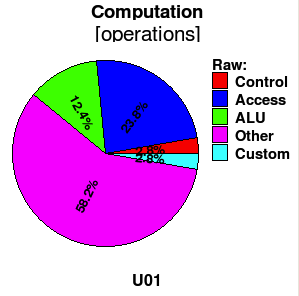 Computation
[operations]
Raw:
Control
Access
ALU
Other
Custom
12.4%
23.8%
2.8%
2.8%
58.2%
U01